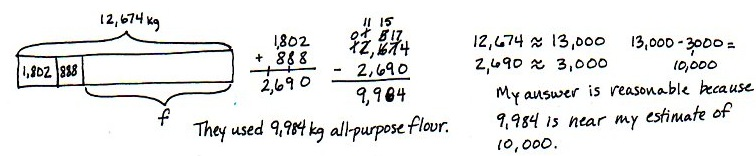 12,674 kg
1,802 888
f
1,802
+ 888
2,690
11 15
0 1 8 17
12,674
- 2,690
9,984
They used 9,984 kg all-purpose flour.
12,674 ≈ 13,000 13,000 - 3000 =
2,690 ≈ 3,000 10,000
My answer is reasonable because
9,984 is near my estimate of
10,000.